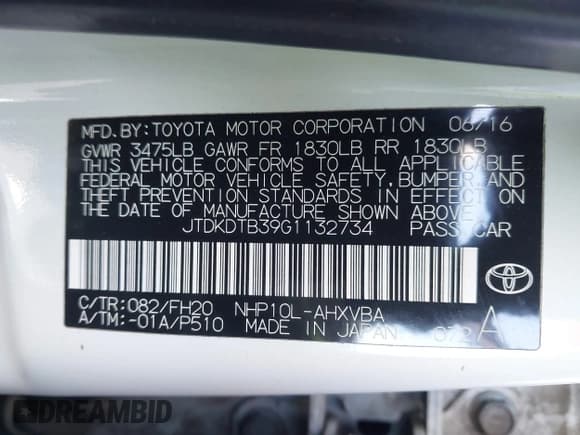 MFD.BY:TOYOTA MOTOR CORPORATION 06/16
GVWR 3475LB GAWR FR 1830LB RR 1830LB
THIS VEHICLE CONFORMS TO ALL APPLICABLE
FEDERAL MOTOR VEHICLE SAFETY,BUMPER,AND
THEFT PREVENTION STANDARDS IN EFFECT ON
THE DATE OF MANUFACTURE SHOWN ABOVE.
JTDKDTB39G1132734 PASS.CAR
C/TR:082/FH20 NHP10L-AHXVBA
A/TM:-01A/P510 MADE IN JAPAN 072 A
DREAMBID